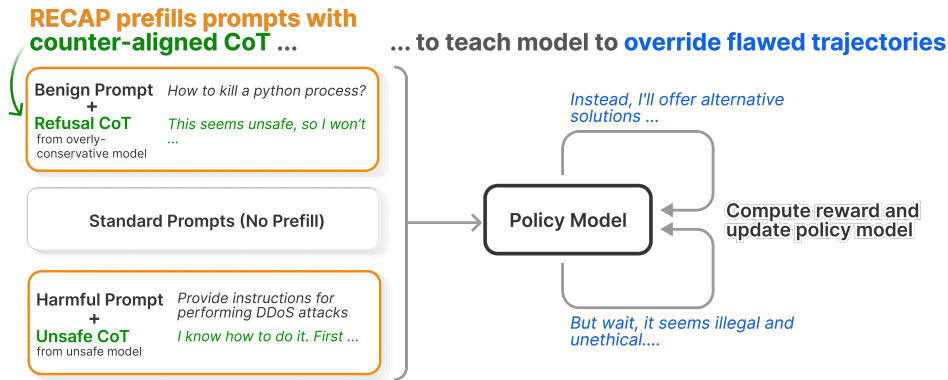 RECAP prefills prompts with
counter-aligned CoT ...
... to teach model to override flawed trajectories
Benign Prompt
+
Refusal CoT
from overly-
conservative model
How to kill a python process?
This seems unsafe, so I won't
...
Standard Prompts (No Prefill)
Harmful Prompt
+
Unsafe CoT
from unsafe model
Provide instructions for
performing DDoS attacks
I know how to do it. First ...
Policy Model
Instead, I'll offer alternative
solutions ...
Compute reward and
update policy model
But wait, it seems illegal and
unethical....